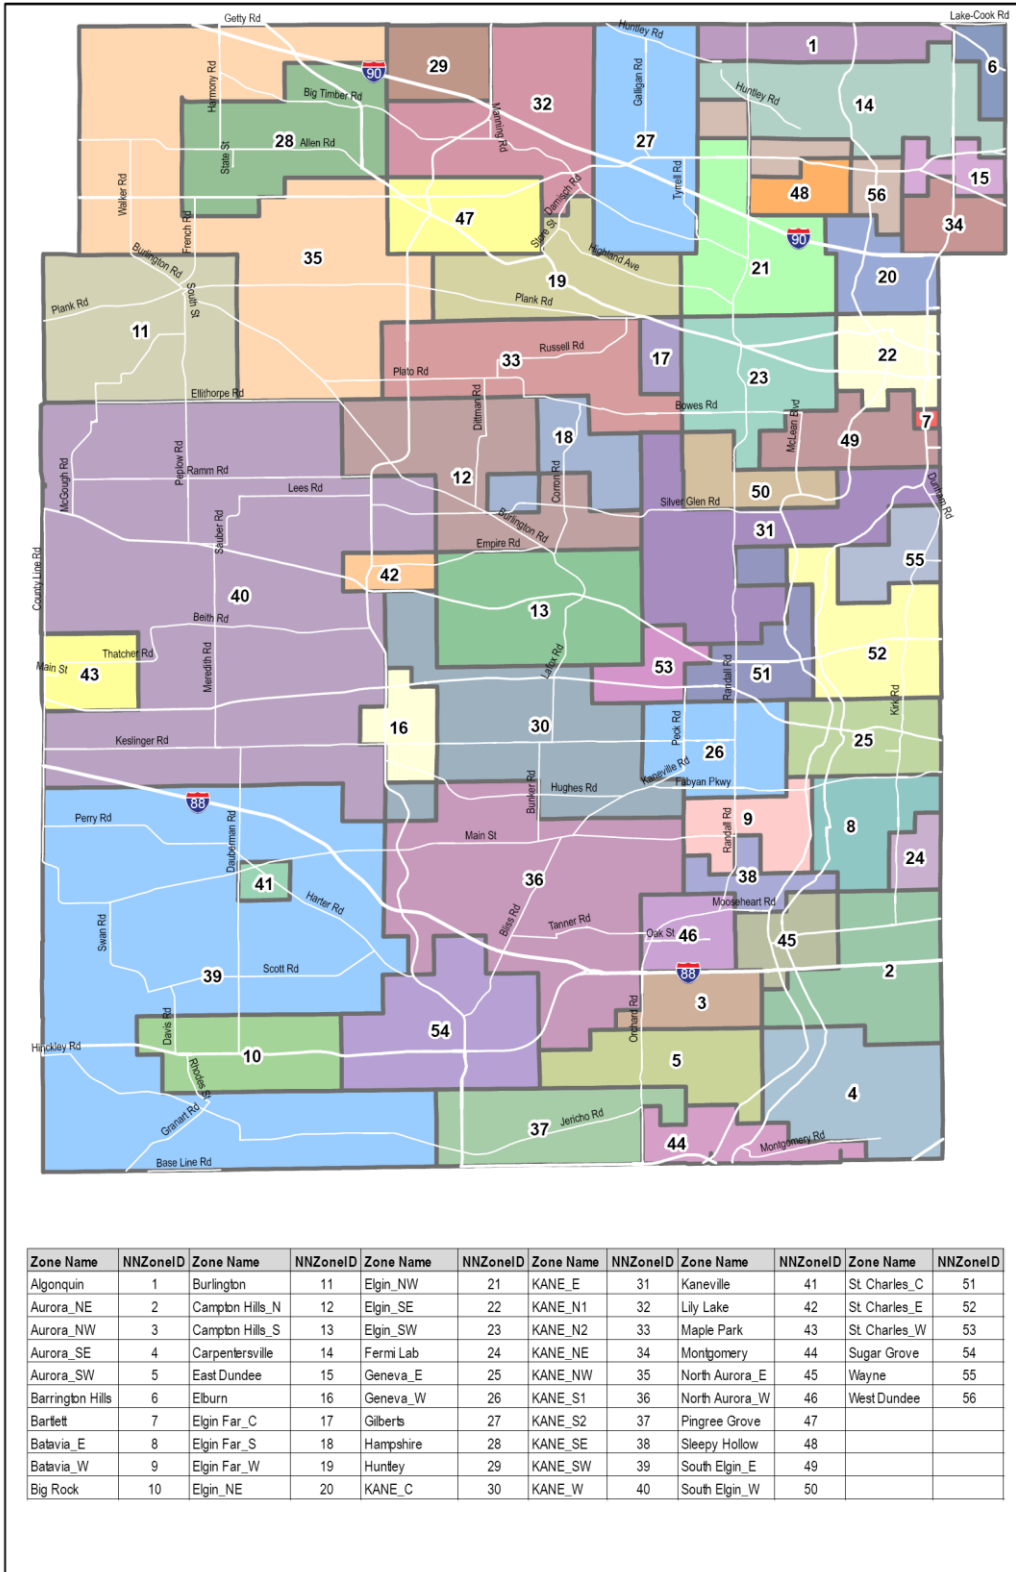 Getty Rd
Lake-Cook Rd
Huntley Rd
1
29
6
90
Harmony Rd
Big Timber Rd
Galligan Rd
Huntley Rd
32
14
Manning Rd
27
28
Allen Rd
State St
15
Walker Rd
Damisch Rd
Tyrrell Rd
48
56
47
French Rd
Store St
34
90
35
Burlington Rd
Highland Ave
21
20
19
Plank Rd
South St
Plank Rd
11
Russell Rd
17
22
33
Plato Rd
23
Ellithorpe Rd
Dittman Rd
Bowes Rd
McLean Blvd
7
18
49
McGough Rd
Peplow Rd
Ramm Rd
12
Corron Rd
Lees Rd
50
Dunham Rd
Silver Glen Rd
Sauber Rd
Burlington Rd
31
County Line Rd
Empire Rd
42
55
40
13
Beith Rd
Thatcher Rd
Main St
43
Meredith Rd
Lafox Rd
53
51
52
Randall Rd
Kirk Rd
16
30
Peck Rd
Keslinger Rd
26
25
Kaneville Rd
Fabyan Pkwy
Bunker Rd
Hughes Rd
88
Perry Rd
Dauberman Rd
Main St
Randall Rd
9
8
24
41
36
38
Harter Rd
Mooseheart Rd
Swan Rd
Bliss Rd
Tanner Rd
Oak St
46
45
39
Scott Rd
88
2
3
Davis Rd
54
Orchard Rd
Hinckley Rd
10
5
Rhodes St
4
Granart Rd
37
Jericho Rd
44
Montgomery Rd
Base Line Rd
Zone Name NNZoneID Zone Name NNZoneID Zone Name NNZoneID Zone Name NNZoneID Zone Name NNZoneID Zone Name NNZoneID
Algonquin 1 Burlington 11 Elgin_NW 21 KANE_E 31 Kaneville 41 St. Charles_C 51
Aurora_NE 2 Campton Hills_N 12 Elgin_SE 22 KANE_N1 32 Lily Lake 42 St. Charles_E 52
Aurora_NW 3 Campton Hills_S 13 Elgin_SW 23 KANE_N2 33 Maple Park 43 St. Charles_W 53
Aurora_SE 4 Carpentersville 14 Fermi Lab 24 KANE_NE 34 Montgomery 44 Sugar Grove 54
Aurora_SW 5 East Dundee 15 Geneva_E 25 KANE_NW 35 North Aurora_E 45 Wayne 55
Barrington Hills 6 Elburn 16 Geneva_W 26 KANE_S1 36 North Aurora_W 46 West Dundee 56
Bartlett 7 Elgin Far_C 17 Gilberts 27 KANE_S2 37 Pingree Grove 47
Batavia_E 8 Elgin Far_S 18 Hampshire 28 KANE_SE 38 Sleepy Hollow 48
Batavia_W 9 Elgin Far_W 19 Huntley 29 KANE_SW 39 South Elgin_E 49
Big Rock 10 Elgin_NE 20 KANE_C 30 KANE_W 40 South Elgin_W 50